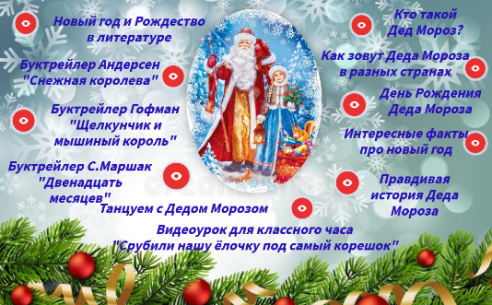 Новый год и Рождество
в литературе
Буктрейлер Андерсен
"Снежная королева"
Буктрейлер Гофман
"Щелкунчик и
мышиный король"
Буктрейлер С.Маршак
"Двенадцать
месяцев"
Танцуем с Дедом Морозом
Кто такой
Дед Мороз?
Как зовут Деда Мороза
в разных странах
День Рождения
Деда Мороза
Интересные факты
про новый год
Правдивая
история Деда
Мороза
Видеоурок для классного часа
"Срубили нашу ёлочку под самый корешок"